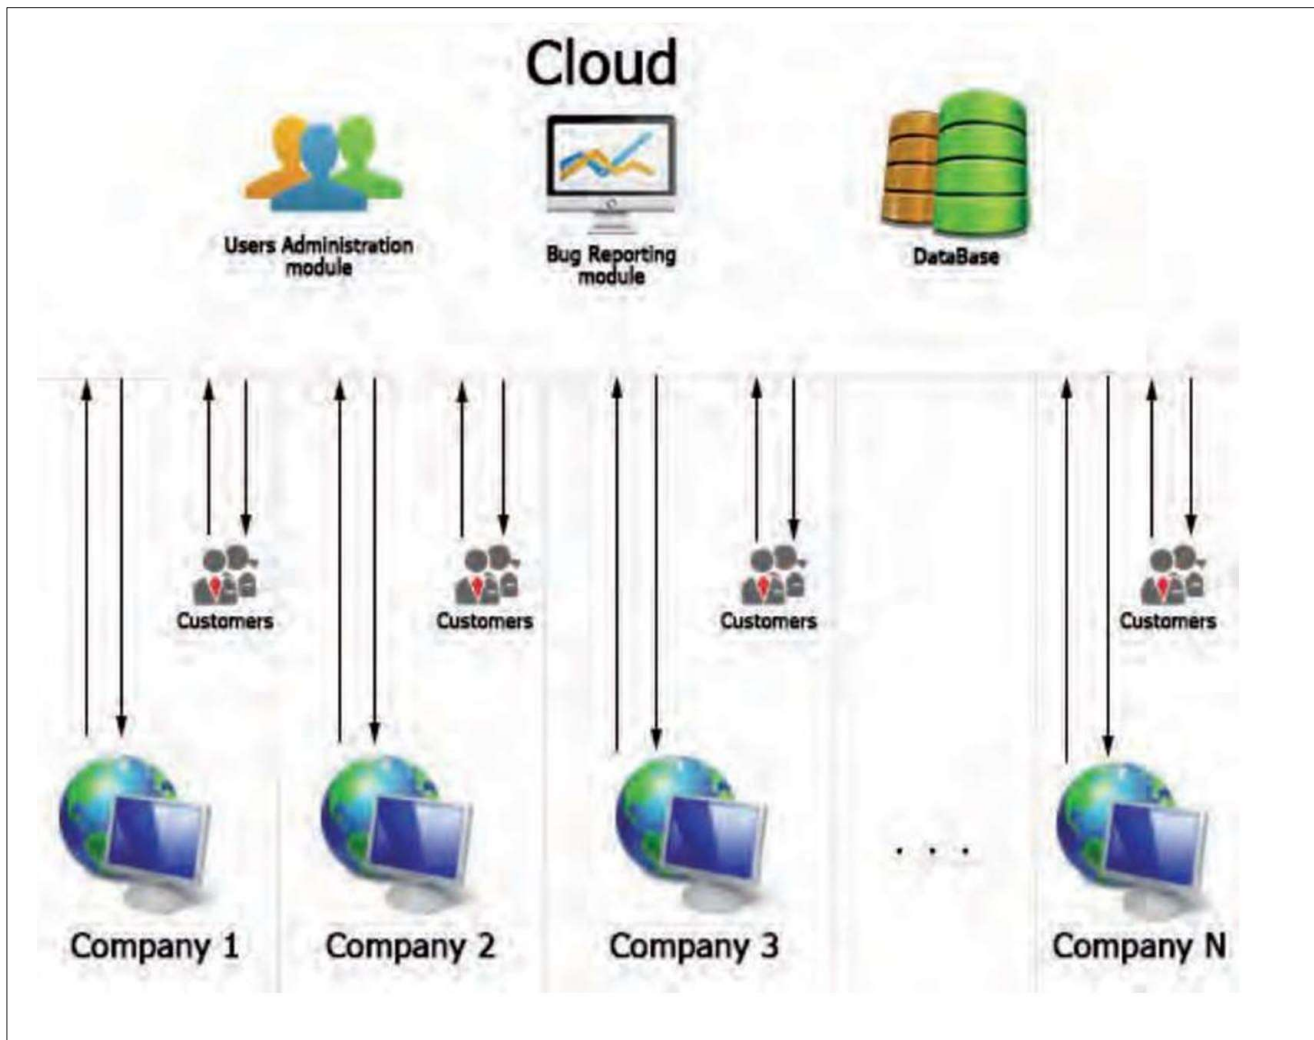 Cloud
Users Administration
module
Bug Reporting
module
DataBase
Customers
Customers
Customers
Customers
. . .
Company 1
Company 2
Company 3
Company N